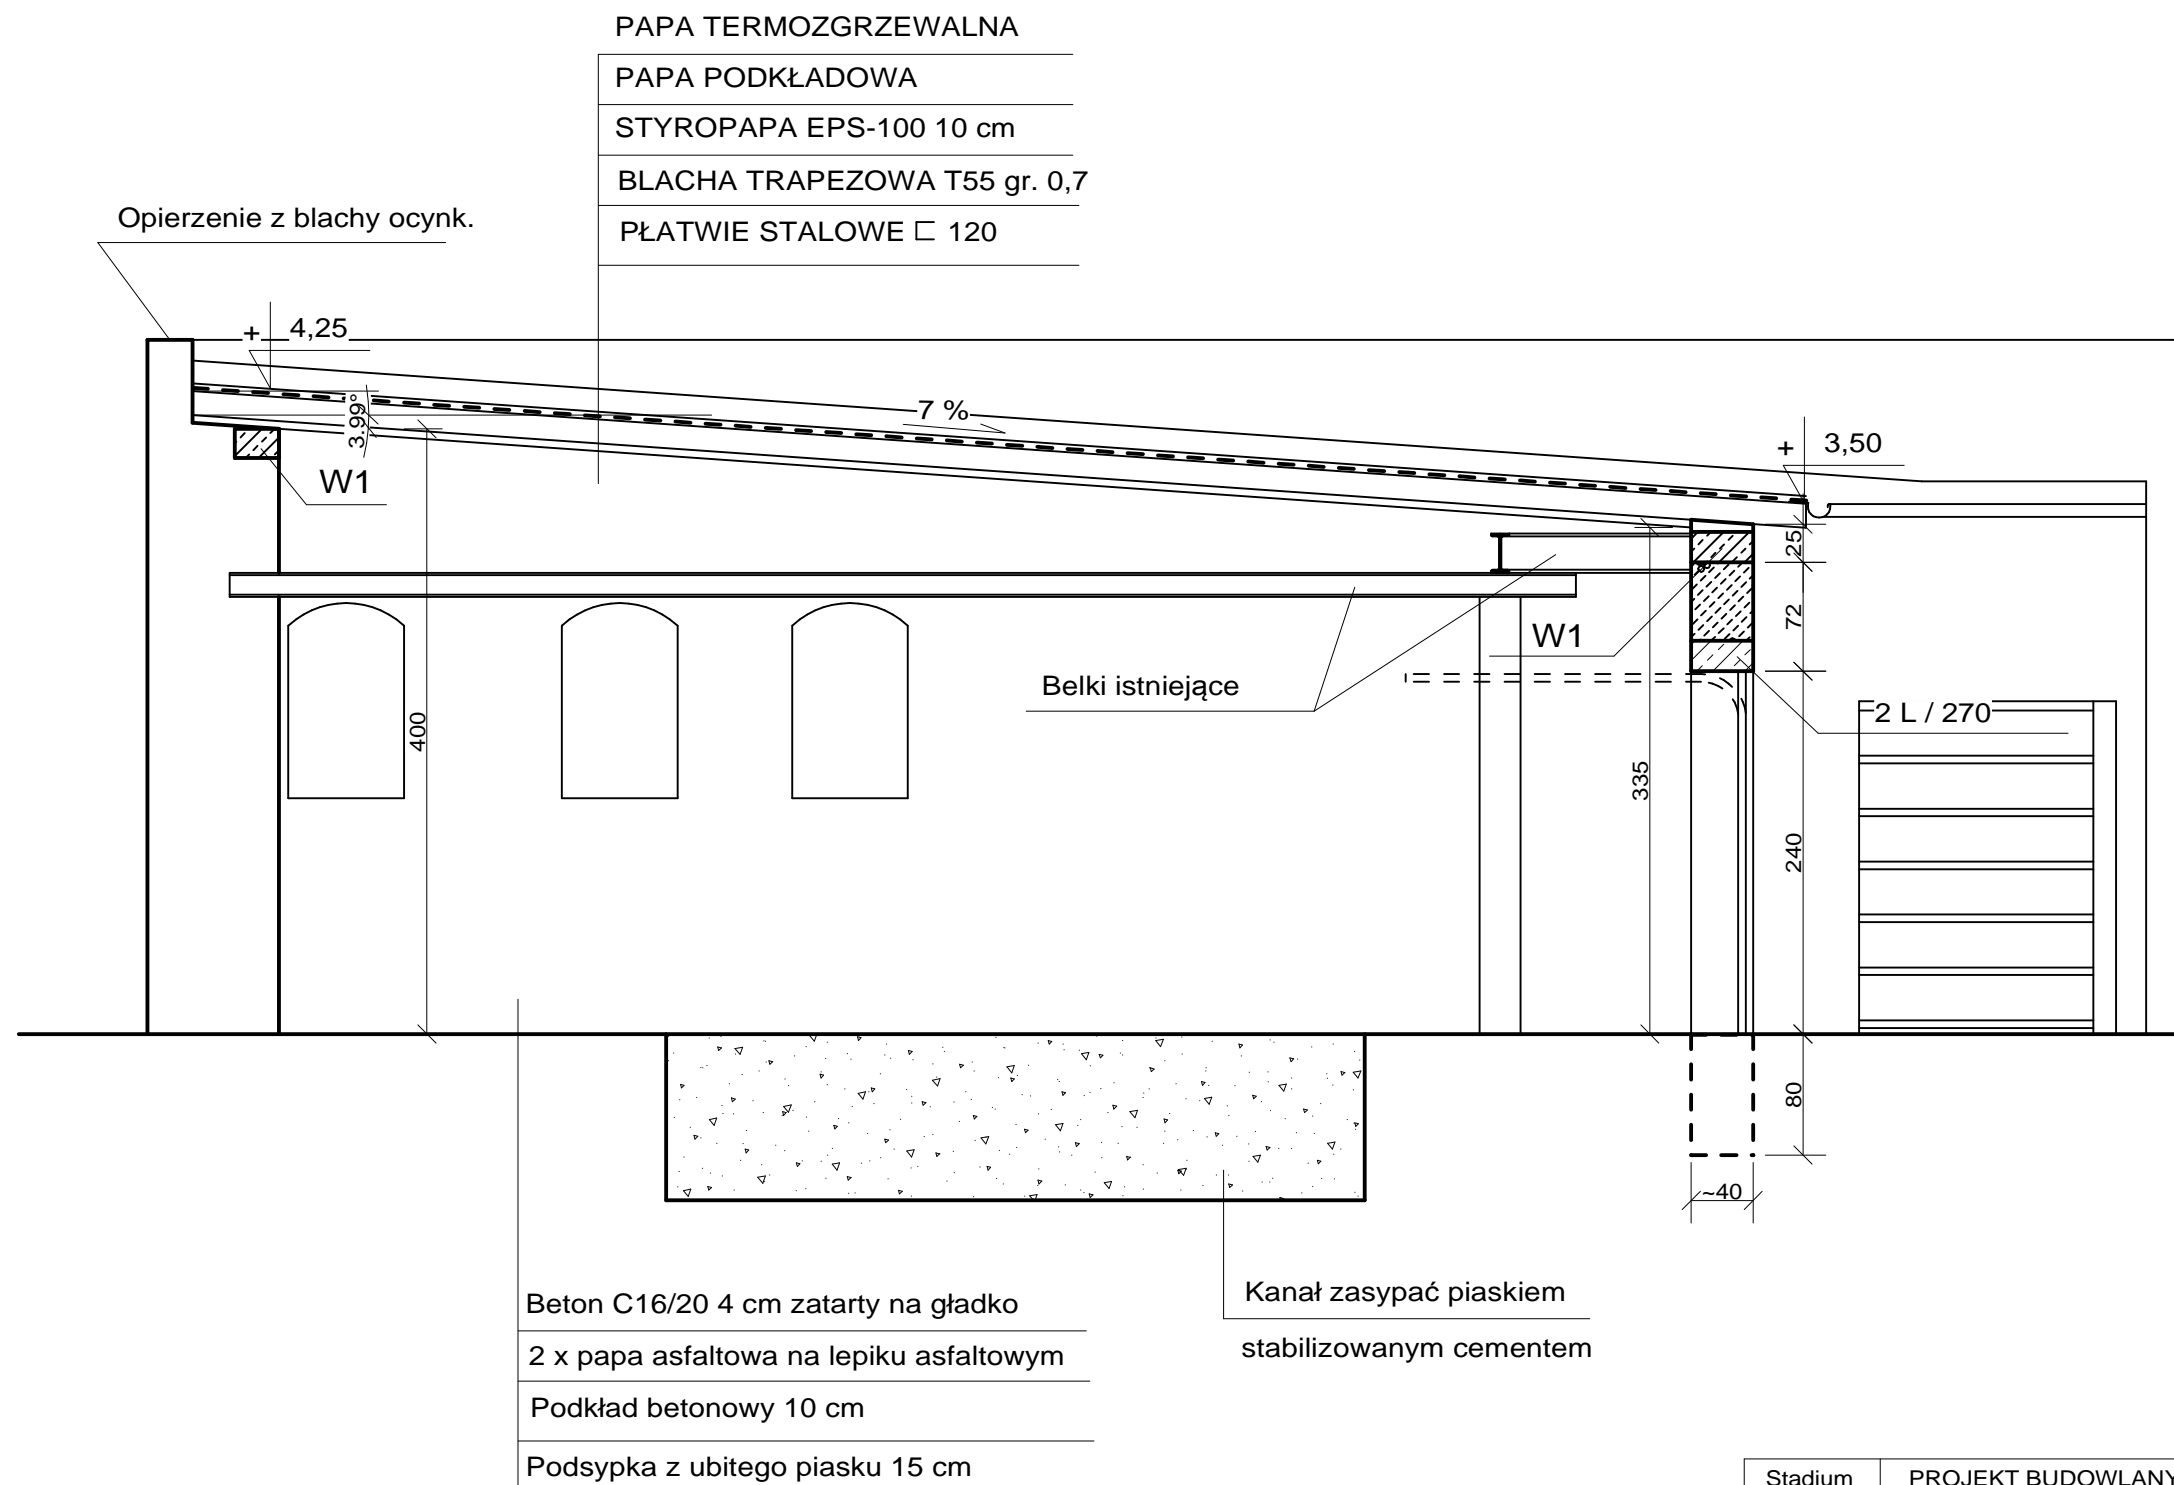 PAPA TERMOZGRZEWALNA
PAPA PODKŁADOWA
STYROPAPA EPS-100 10 cm
BLACHA TRAPEZOWA T55 gr. 0,7
PŁATWIE STALOWE ⊏ 120
Opierzenie z blachy ocynk.
+ 4,25
3.99°
7 %
+ 3,50
W1
25
72
W1
Belki istniejące
2 L / 270
400
335
240
80
~40
Kanał zasypać piaskiem
stabilizowanym cementem
Beton C16/20 4 cm zatarty na gładko
2 x papa asfaltowa na lepiku asfaltowym
Podkład betonowy 10 cm
Podsypka z ubitego piasku 15 cm
Stadium PROJEKT BUDOWLANY